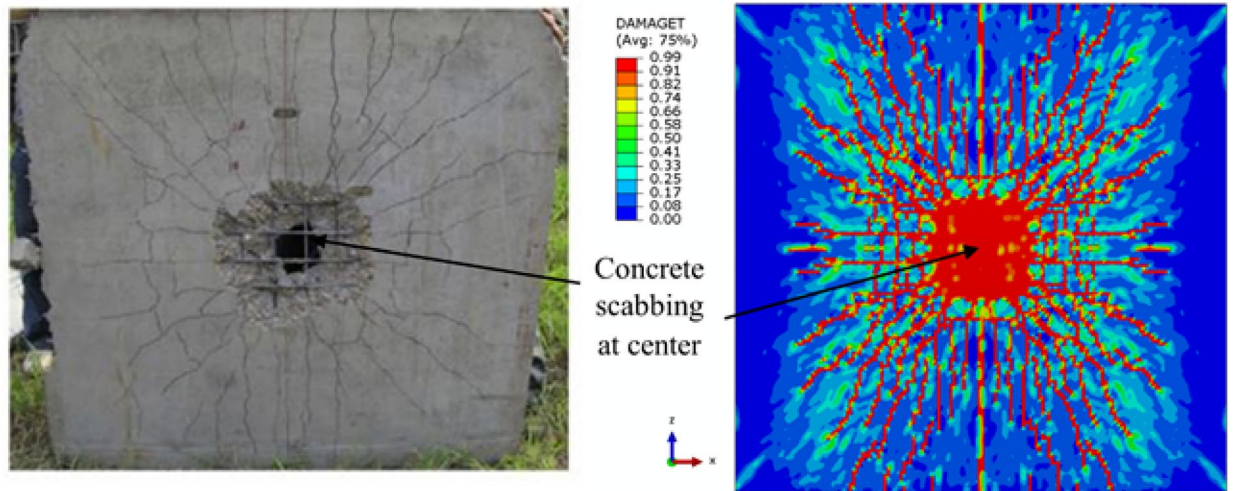 DAMAGET
(Avg: 75%)
0.99
0.91
0.82
0.74
0.66
0.58
0.50
0.41
0.33
0.25
0.17
0.08
0.00
Concrete
scabbing
at center
z
x